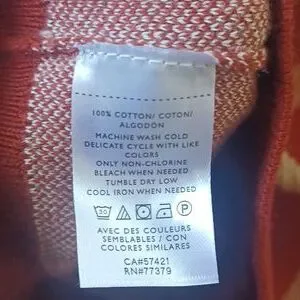 100% COTTON/ COTON/
ALGODÓN
MACHINE WASH COLD
DELICATE CYCLE WITH LIKE
COLORS
ONLY NON-CHLORINE
BLEACH WHEN NEEDED
TUMBLE DRY LOW
COOL IRON WHEN NEEDED
30 P
AVEC DES COULEURS
SEMBLABLES / CON
COLORES SIMILARES
CA#57421
RN#77379